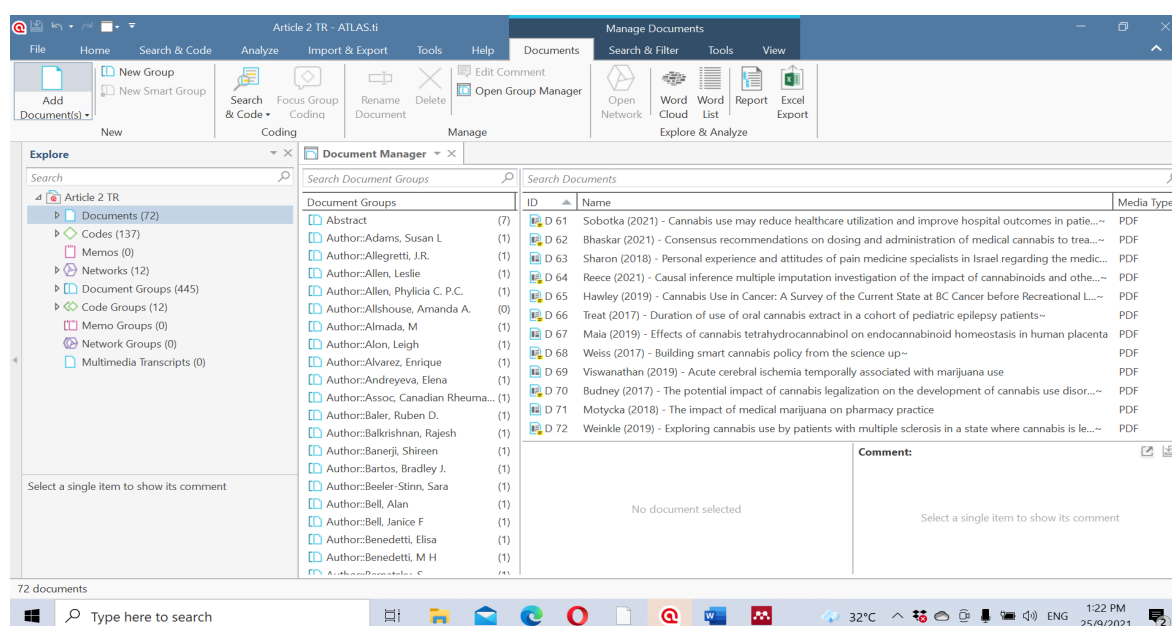 Article 2 TR - ATLAS.ti
Manage Documents
File Home Search & Code Analyze Import & Export Tools Help Documents Search & Filter Tools View
Add Document(s)
New Group
New Smart Group
New
Search & Code
Focus Group Coding
Coding
Rename Document
Delete
Edit Comment
Open Group Manager
Manage
Open Network
Word Cloud
Word List
Report
Excel Export
Explore & Analyze
Explore
Search
Article 2 TR
Documents (72)
Codes (137)
Memos (0)
Networks (12)
Document Groups (445)
Code Groups (12)
Memo Groups (0)
Network Groups (0)
Multimedia Transcripts (0)
Select a single item to show its comment
Document Manager
Search Document Groups
Document Groups
Abstract (7)
Author::Adams, Susan L (1)
Author::Allegretti, J.R. (1)
Author::Allen, Leslie (1)
Author::Allen, Phylicia C. P.C. (1)
Author::Allshouse, Amanda A. (0)
Author::Almada, M (1)
Author::Alon, Leigh (1)
Author::Alvarez, Enrique (1)
Author::Andreyeva, Elena (1)
Author::Assoc, Canadian Rheuma... (1)
Author::Baler, Ruben D. (1)
Author::Balkrishnan, Rajesh (1)
Author::Banerji, Shireen (1)
Author::Bartos, Bradley J. (1)
Author::Beeler-Stinn, Sara (1)
Author::Bell, Alan (1)
Author::Bell, Janice F (1)
Author::Benedetti, Elisa (1)
Author::Benedetti, M H (1)
Search Documents
ID Name Media Type
D 61 Sobotka (2021) - Cannabis use may reduce healthcare utilization and improve hospital outcomes in patie...~ PDF
D 62 Bhaskar (2021) - Consensus recommendations on dosing and administration of medical cannabis to trea...~ PDF
D 63 Sharon (2018) - Personal experience and attitudes of pain medicine specialists in Israel regarding the medic... PDF
D 64 Reece (2021) - Causal inference multiple imputation investigation of the impact of cannabinoids and othe...~ PDF
D 65 Hawley (2019) - Cannabis Use in Cancer: A Survey of the Current State at BC Cancer before Recreational L...~ PDF
D 66 Treat (2017) - Duration of use of oral cannabis extract in a cohort of pediatric epilepsy patients~ PDF
D 67 Maia (2019) - Effects of cannabis tetrahydrocannabinol on endocannabinoid homeostasis in human placenta PDF
D 68 Weiss (2017) - Building smart cannabis policy from the science up~ PDF
D 69 Viswanathan (2019) - Acute cerebral ischemia temporally associated with marijuana use PDF
D 70 Budney (2017) - The potential impact of cannabis legalization on the development of cannabis use disor...~ PDF
D 71 Motycka (2018) - The impact of medical marijuana on pharmacy practice PDF
D 72 Weinkle (2019) - Exploring cannabis use by patients with multiple sclerosis in a state where cannabis is le...~ PDF
No document selected
Comment:
Select a single item to show its comment
72 documents
Type here to search
32°C
ENG
1:22 PM
25/9/2021
2